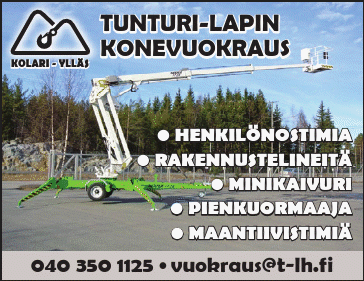 TUNTURI-LAPIN
KONEVUOKRAUS
KOLARI - YLLÄS
• HENKILÖNOSTIMIA
• RAKENNUSTELINEITÄ
• MINIKAIVURI
• PIENKUORMAAJA
• MAANTIIVISTIMIÄ
040 350 1125 • vuokraus@t-lh.fi